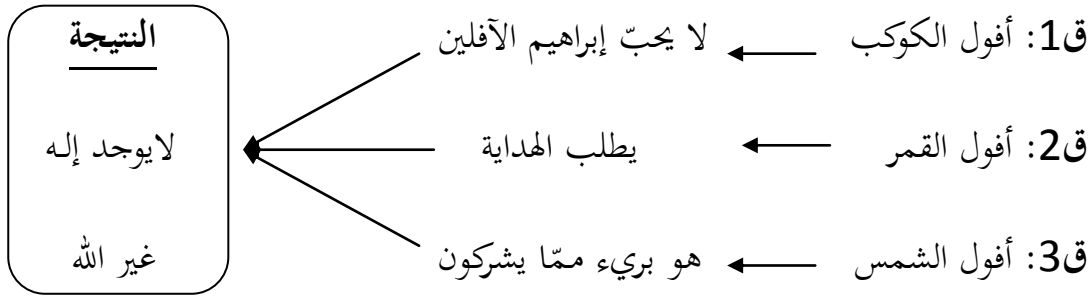 ق1: أفول الكوكب لا يحبّ إبراهيم الآفلين النتيجة
ق2: أفول القمر يطلب الهداية لايوجد إله
ق3: أفول الشمس هو بريء ممّا يشركون غير الله